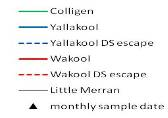 Colligen
Yallakool
Yallakool DS escape
Wakool
Wakool DS escape
Little Merran
monthly sample date